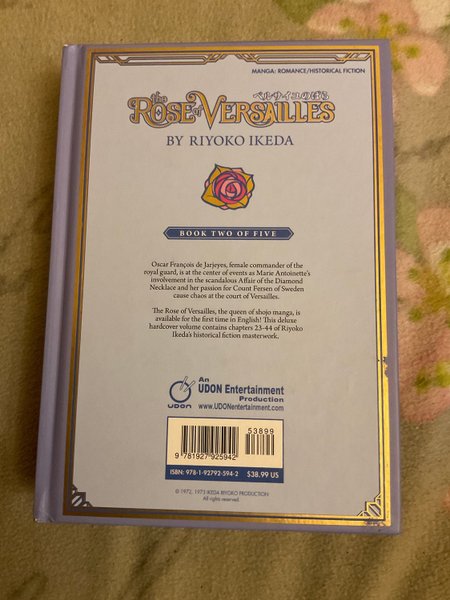 MANGA: ROMANCE/HISTORICAL FICTION
ベルサイユのばら
the ROSE of VERSAILLES
BY RIYOKO IKEDA
BOOK TWO OF FIVE
Oscar François de Jarjeyes, female commander of the
royal guard, is at the center of events as Marie Antoinette's
involvement in the scandalous Affair of the Diamond
Necklace and her passion for Count Fersen of Sweden
cause chaos at the court of Versailles.
The Rose of Versailles, the queen of shojo manga, is
available for the first time in English! This deluxe
hardcover volume contains chapters 23-44 of Riyoko
Ikeda's historical fiction masterwork.
An
UDON Entertainment
Production
UDON
www.UDONentertainment.com
53899
9 781927 925942
ISBN: 978-1-92792-594-2 $38.99 US
© 1972, 1973 IKEDA RIYOKO PRODUCTION
All rights reserved.